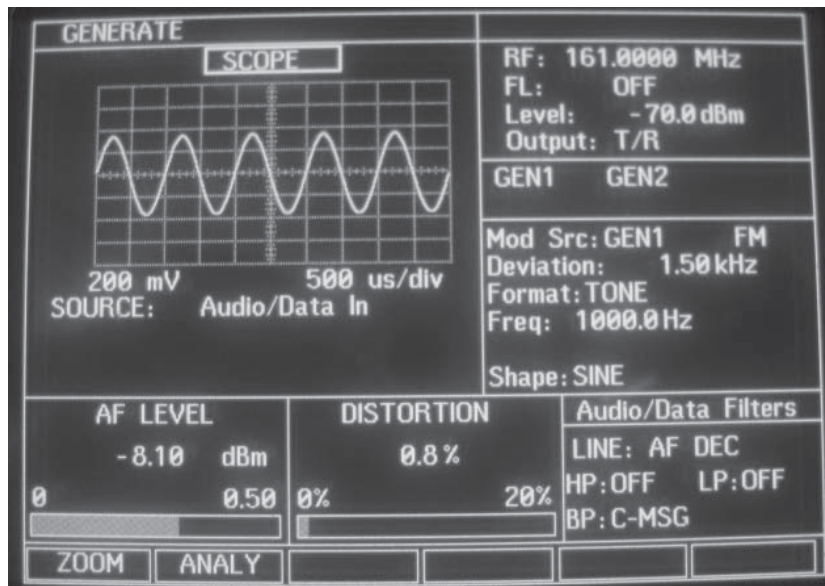 GENERATE
SCOPE
200 mV 500 us/div
SOURCE: Audio/Data In
RF: 161.0000 MHz
FL: OFF
Level: -70.0 dBm
Output: T/R
GEN1 GEN2
Mod Src: GEN1 FM
Deviation: 1.50 kHz
Format: TONE
Freq: 1000.0 Hz
Shape: SINE
AF LEVEL
-8.10 dBm
0 0.50
DISTORTION
0.8%
0% 20%
Audio/Data Filters
LINE: AF DEC
HP: OFF LP: OFF
BP: C-MSG
ZOOM ANALY